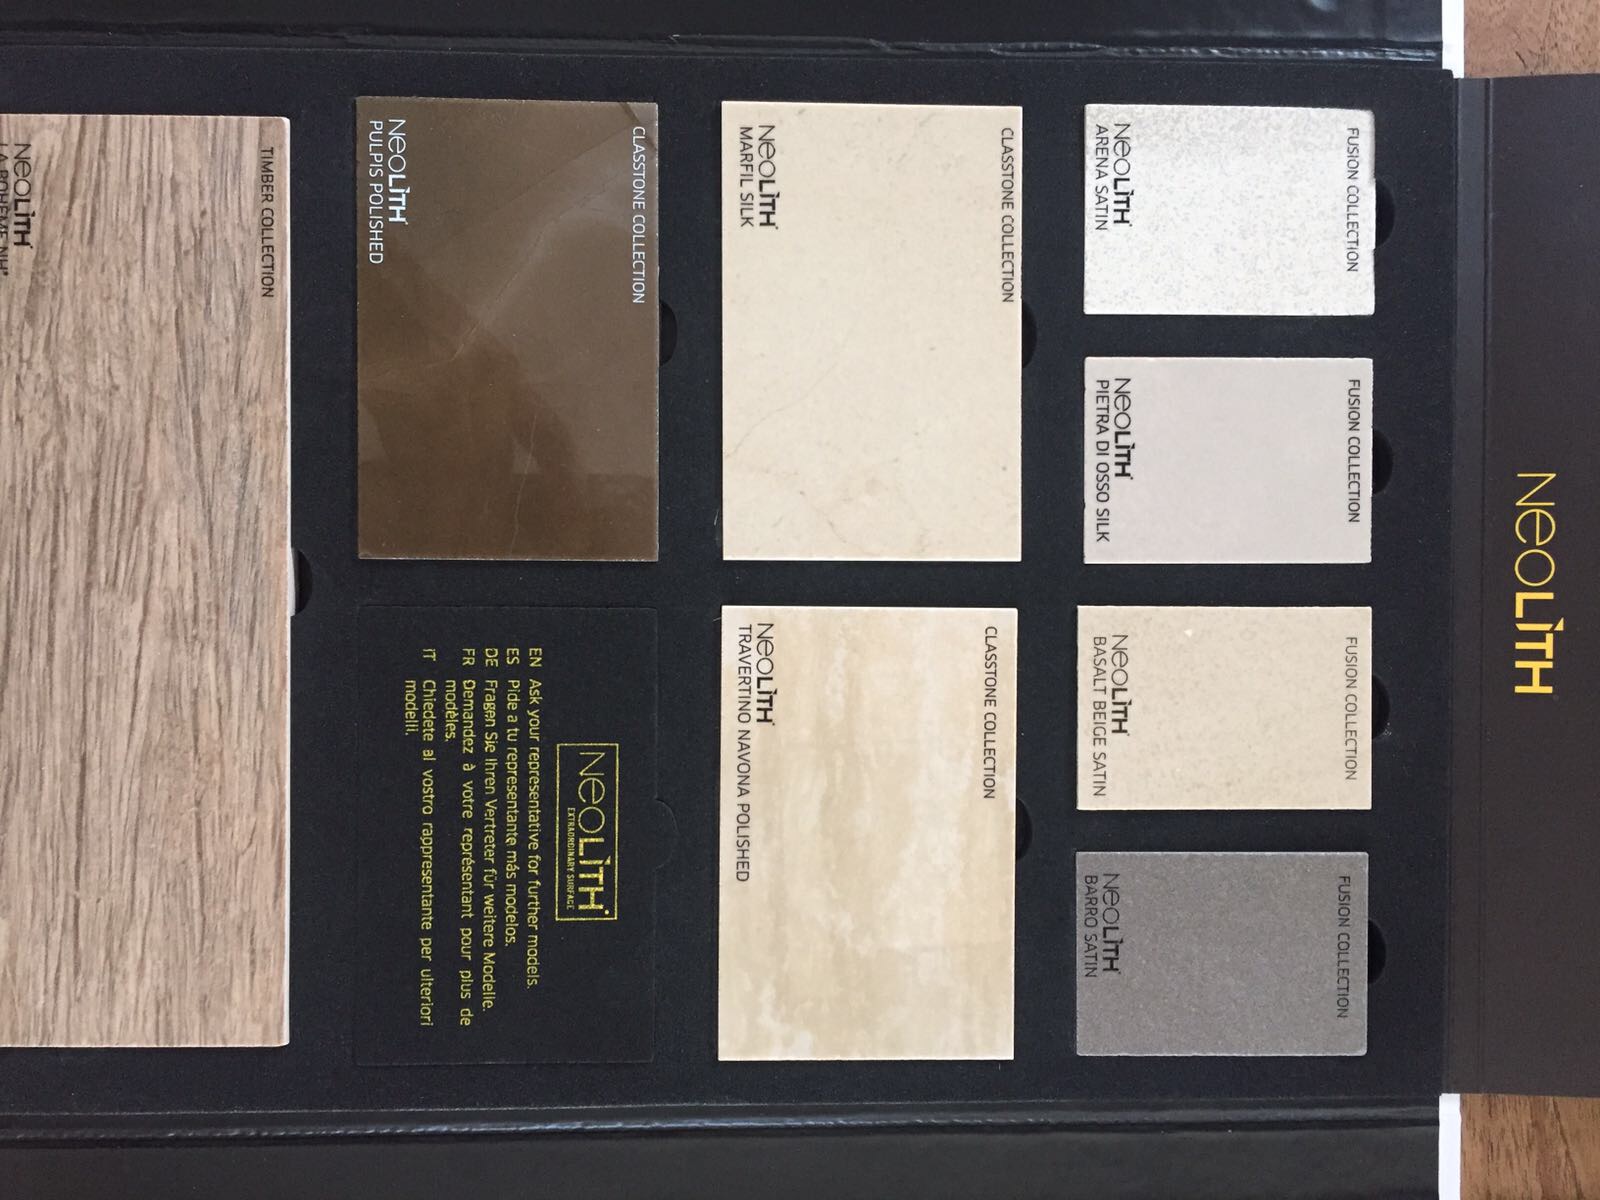 NEOLITH
FUSION COLLECTION
NEOLITH
ARENA SATIN
FUSION COLLECTION
NEOLITH
PIETRA DI OSSO SILK
FUSION COLLECTION
NEOLITH
BASALT BEIGE SATIN
FUSION COLLECTION
NEOLITH
BARRO SATIN
CLASSTONE COLLECTION
NEOLITH
MARFIL SILK
CLASSTONE COLLECTION
NEOLITH
TRAVERTINO NAVONA POLISHED
CLASSTONE COLLECTION
NEOLITH
PULPIS POLISHED
NEOLITH
EXTRAORDINARY SURFACE
EN Ask your representative for further models.
ES Pide a tu representante más modelos.
DE Fragen Sie Ihren Vertreter für weitere Modelle.
FR Demandez à votre représentant pour plus de
modèles.
IT Chiedete al vostro rappresentante per ulteriori
modelli.
TIMBER COLLECTION
NEOLITH
LA BOHÈME NH